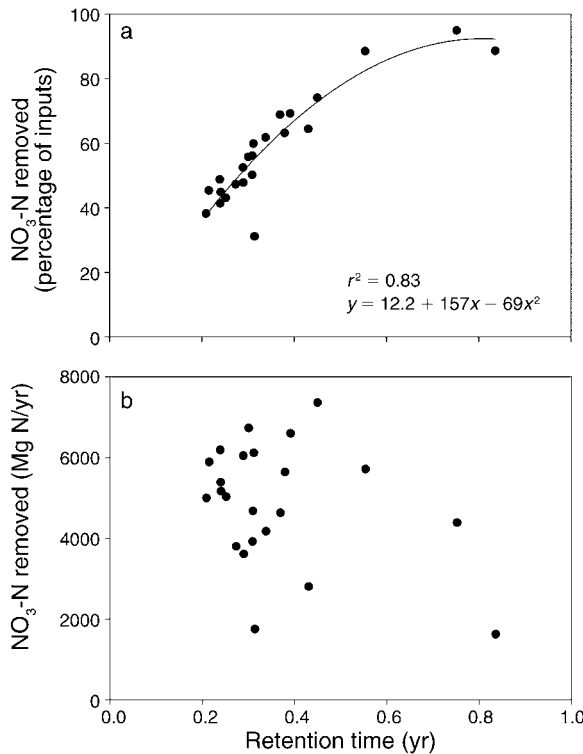 a
NO₃-N removed
(percentage of inputs)
100
80
60
40
20
0
r² = 0.83
y = 12.2 + 157x − 69x²
b
NO₃-N removed (Mg N/yr)
8000
6000
4000
2000
0
0.0 0.2 0.4 0.6 0.8 1.0
Retention time (yr)